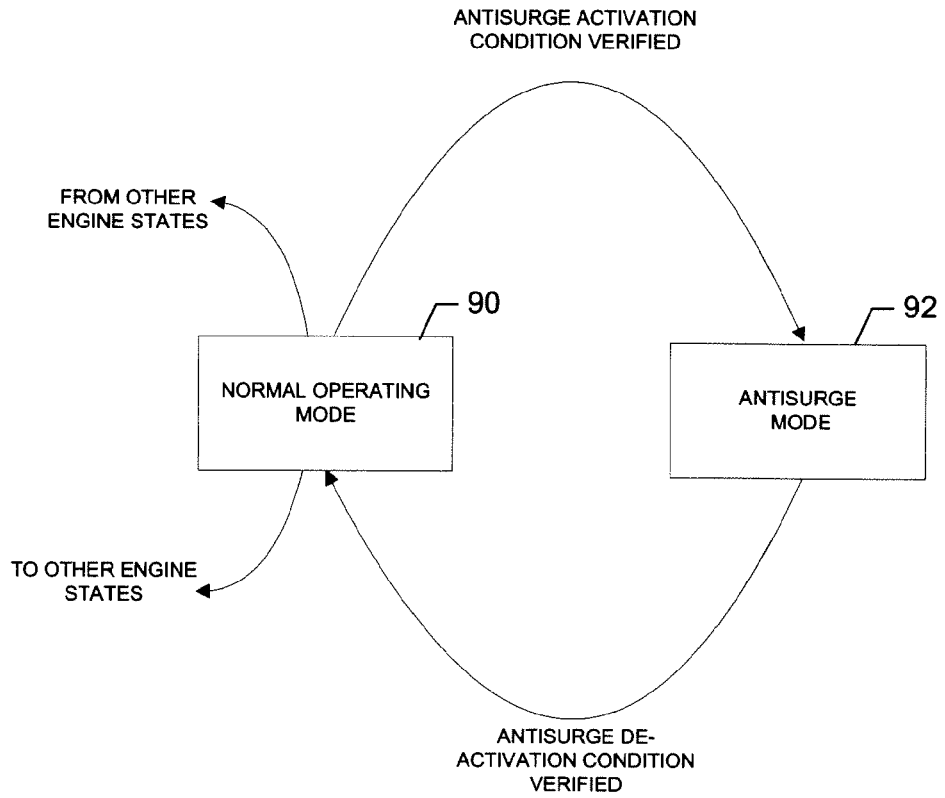 ANTISURGE ACTIVATION
CONDITION VERIFIED
FROM OTHER
ENGINE STATES
90
92
NORMAL OPERATING
MODE
ANTISURGE
MODE
TO OTHER ENGINE
STATES
ANTISURGE DE-
ACTIVATION CONDITION
VERIFIED